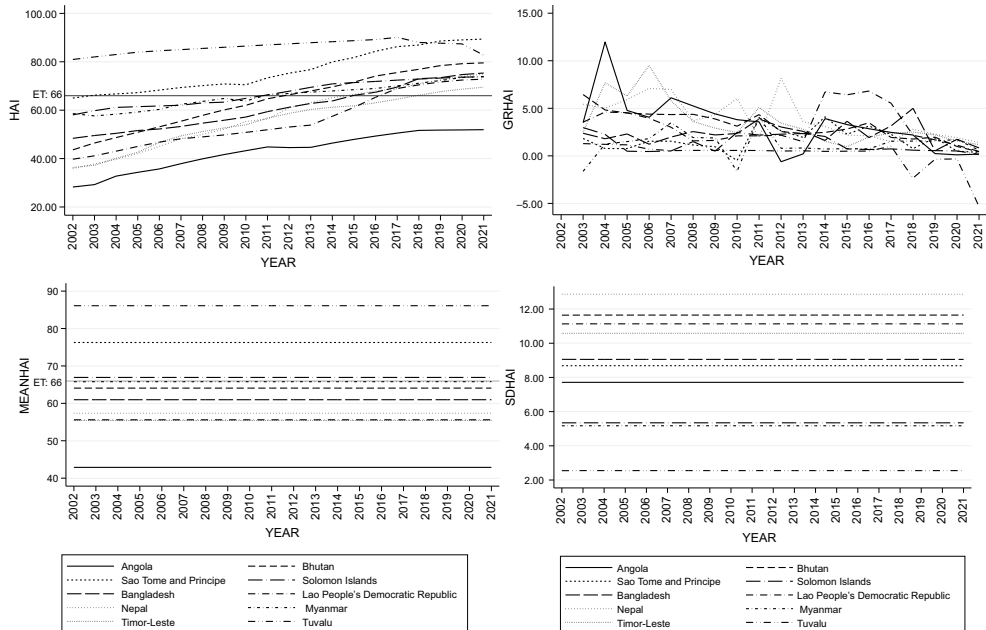 100.00
80.00
ET: 66
60.00
40.00
20.00
HAI
2002 2003 2004 2005 2006 2007 2008 2009 2010 2011 2012 2013 2014 2015 2016 2017 2018 2019 2020 2021
YEAR
15.00
10.00
5.00
0.00
–5.00
GRHAI
2002 2003 2004 2005 2006 2007 2008 2009 2010 2011 2012 2013 2014 2015 2016 2017 2018 2019 2020 2021
YEAR
90
80
70
ET: 66
60
50
40
MEANHAI
2002 2003 2004 2005 2006 2007 2008 2009 2010 2011 2012 2013 2014 2015 2016 2017 2018 2019 2020 2021
YEAR
12.00
10.00
8.00
6.00
4.00
2.00
SDHAI
2002 2003 2004 2005 2006 2007 2008 2009 2010 2011 2012 2013 2014 2015 2016 2017 2018 2019 2020 2021
YEAR
Angola Bhutan
Sao Tome and Principe Solomon Islands
Bangladesh Lao People's Democratic Republic
Nepal Myanmar
Timor-Leste Tuvalu
Angola Bhutan
Sao Tome and Principe Solomon Islands
Bangladesh Lao People's Democratic Republic
Nepal Myanmar
Timor-Leste Tuvalu